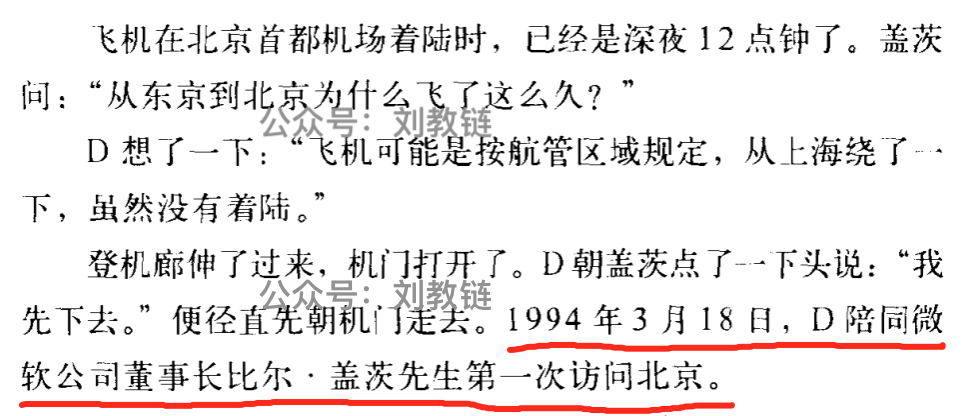 飞机在北京首都机场着陆时，已经是深夜 12 点钟了。盖茨
问：“从东京到北京为什么飞了这么久？”
公众号：刘教链
D 想了一下：“飞机可能是按航管区域规定，从上海绕了一
下，虽然没有着陆。”
登机廊伸了过来，机门打开了。D 朝盖茨点了一下头说：“我
公众号：刘教链
先下去。”便径直先朝机门走去。1994 年 3 月 18 日，D 陪同微
软公司董事长比尔·盖茨先生第一次访问北京。